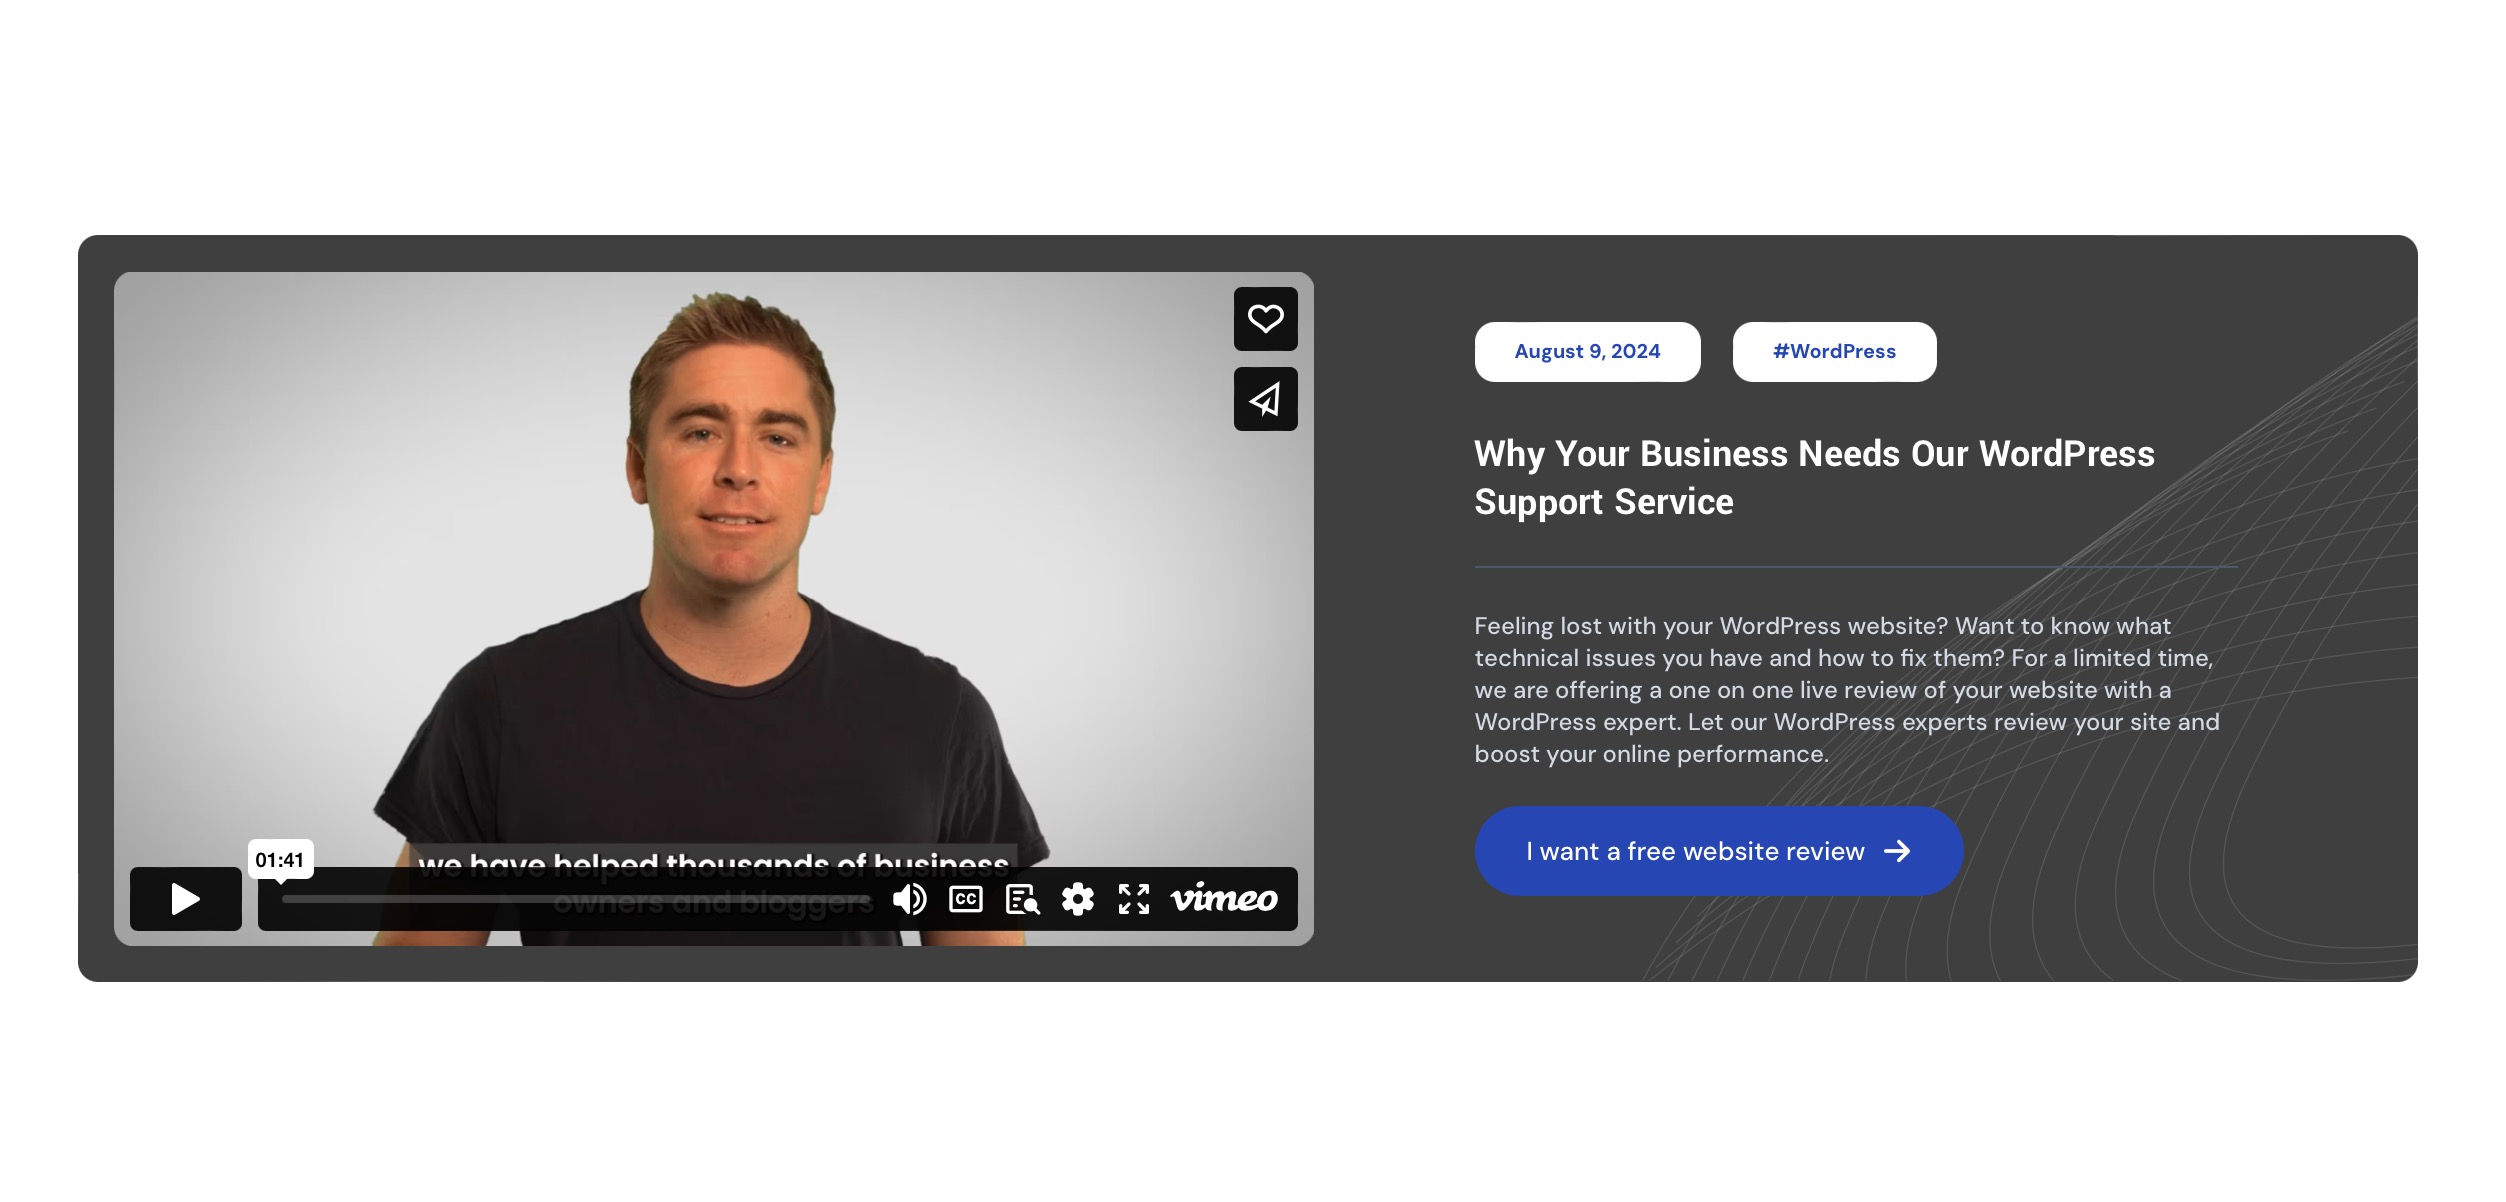 August 9, 2024
#WordPress
Why Your Business Needs Our WordPress
Support Service
Feeling lost with your WordPress website? Want to know what
technical issues you have and how to fix them? For a limited time,
we are offering a one on one live review of your website with a
WordPress expert. Let our WordPress experts review your site and
boost your online performance.
I want a free website review
01:41
we have helped thousands of business
owners and bloggers
CC
vimeo